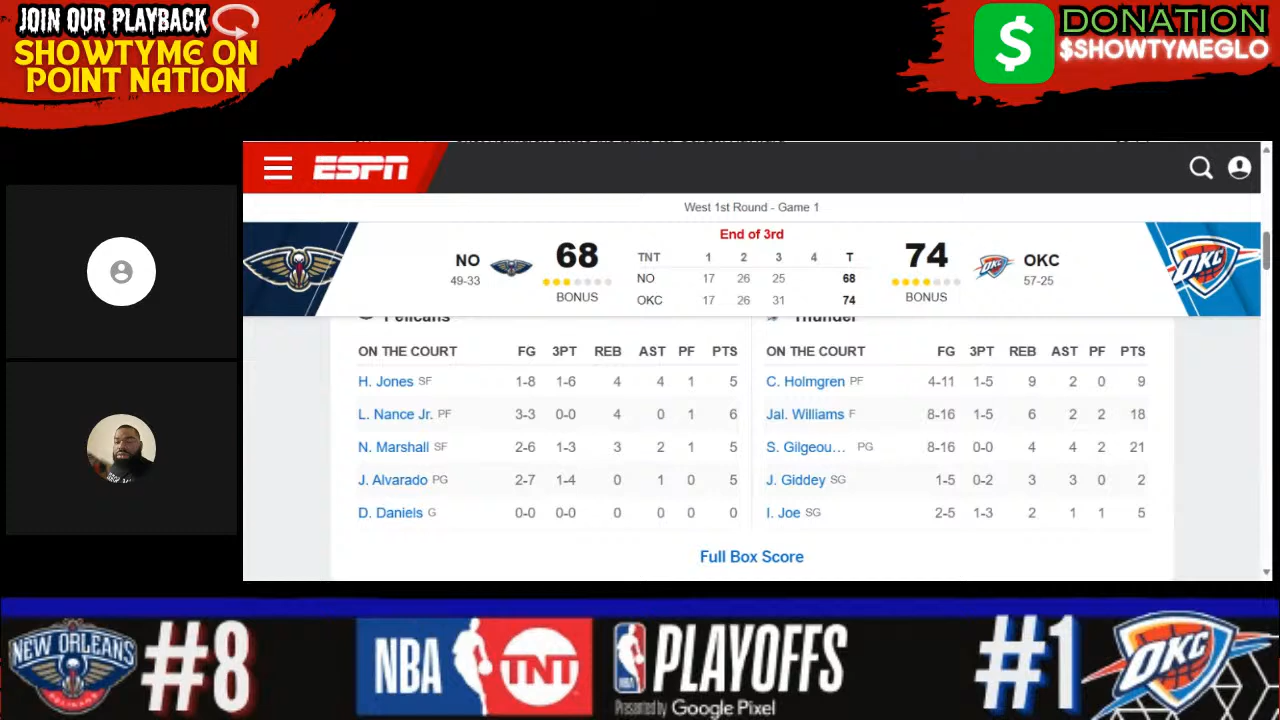 JOIN OUR PLAYBACK
SHOWTYME ON
POINT NATION
DONATION
$SHOWTYMEGLO
ESPN
West 1st Round - Game 1
End of 3rd
NO 68 TNT 1 2 3 4 T 74 OKC
49-33 NO 17 26 25 68 57-25
BONUS OKC 17 26 31 74 BONUS
Pelicans Thunder
ON THE COURT FG 3PT REB AST PF PTS ON THE COURT FG 3PT REB AST PF PTS
H. Jones SF 1-8 1-6 4 4 1 5 C. Holmgren PF 4-11 1-5 9 2 0 9
L. Nance Jr. PF 3-3 0-0 4 0 1 6 Jal. Williams F 8-16 1-5 6 2 2 18
N. Marshall SF 2-6 1-3 3 2 1 5 S. Gilgeou... PG 8-16 0-0 4 4 2 21
J. Alvarado PG 2-7 1-4 0 1 0 5 J. Giddey SG 1-5 0-2 3 3 0 2
D. Daniels G 0-0 0-0 0 0 0 0 I. Joe SG 2-5 1-3 2 1 1 5
Full Box Score
NEW ORLEANS #8 NBA TNT PLAYOFFS #1 OKC
PELICANS NBA Presented by Google Pixel